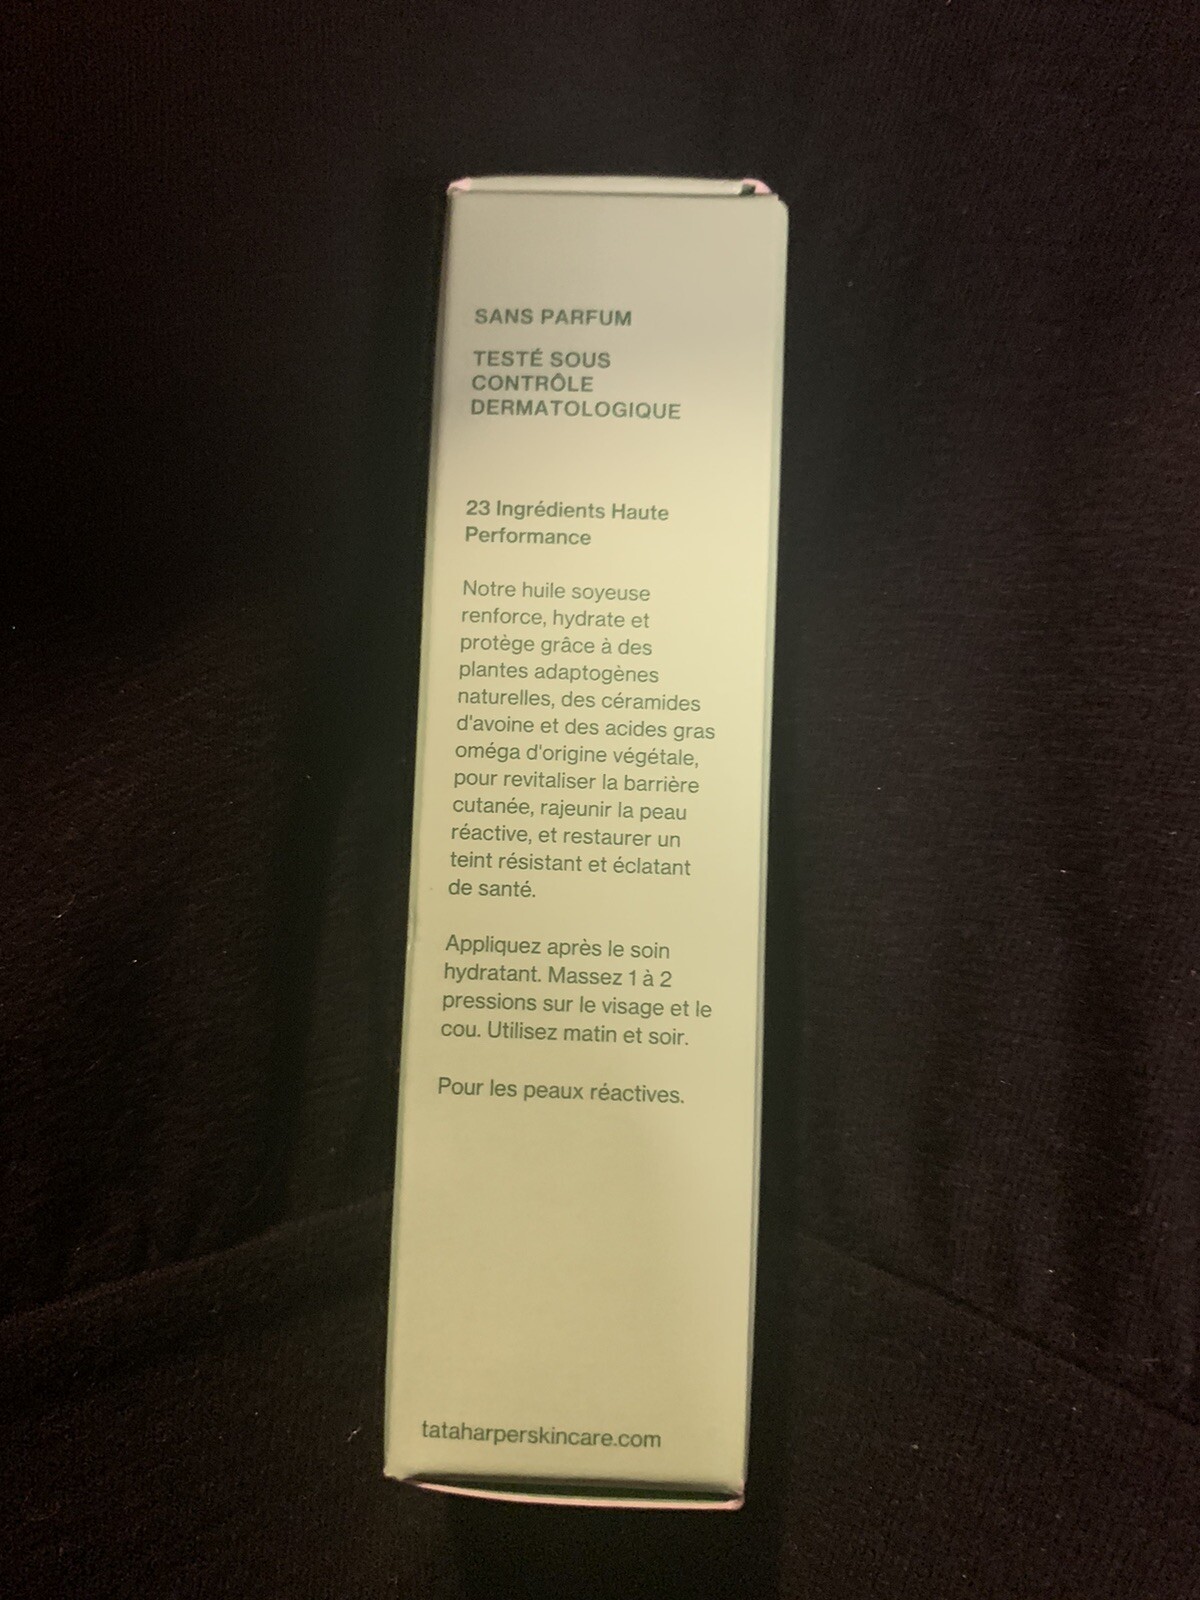 SANS PARFUM
TESTÉ SOUS
CONTRÔLE
DERMATOLOGIQUE
23 Ingrédients Haute
Performance
Notre huile soyeuse
renforce, hydrate et
protège grâce à des
plantes adaptogènes
naturelles, des céramides
d'avoine et des acides gras
oméga d'origine végétale,
pour revitaliser la barrière
cutanée, rajeunir la peau
réactive, et restaurer un
teint résistant et éclatant
de santé.
Appliquez après le soin
hydratant. Massez 1 à 2
pressions sur le visage et le
cou. Utilisez matin et soir.
Pour les peaux réactives.
tataharperskincare.com